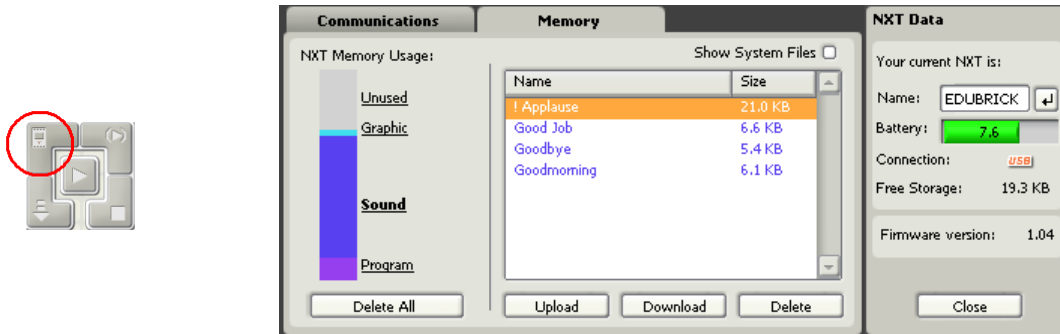 Communications
Memory
NXT Memory Usage:
Show System Files
Unused
Graphic
Sound
Program
Delete All
Name Size
! Applause 21.0 KB
Good Job 6.6 KB
Goodbye 5.4 KB
Goodmorning 6.1 KB
Upload
Download
Delete
NXT Data
Your current NXT is:
Name: EDUBRICK
Battery: 7.6
Connection: USB
Free Storage: 19.3 KB
Firmware version: 1.04
Close